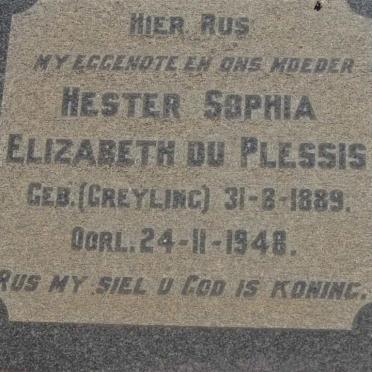 HIER RUS
MY EGGENOTE EN ONS MOEDER
HESTER SOPHIA
ELIZABETH DU PLESSIS
GEB. (GREYLING) 31-8-1889.
OORL. 24-11-1948.
RUS MY SIEL U GOD IS KONING.